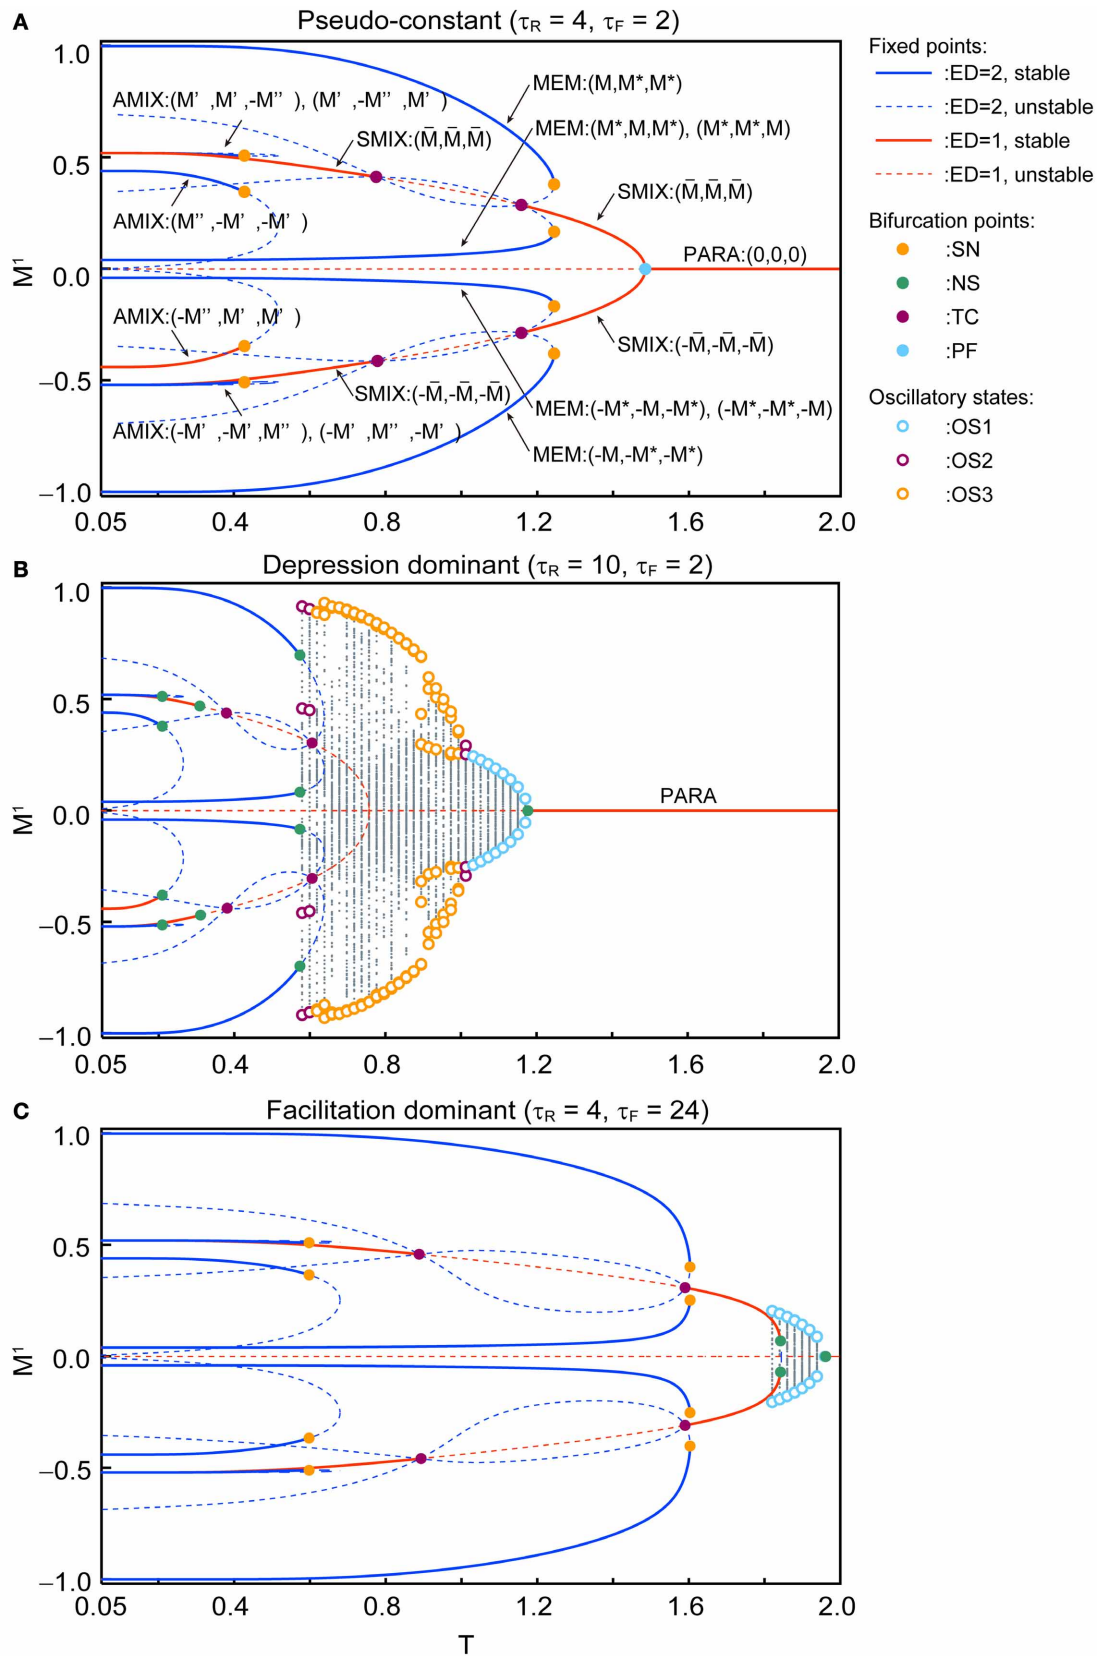 A
Pseudo-constant (τR = 4, τF = 2)
Fixed points:
:ED=2, stable
:ED=2, unstable
:ED=1, stable
:ED=1, unstable
Bifurcation points:
:SN
:NS
:TC
:PF
Oscillatory states:
:OS1
:OS2
:OS3
1.0
0.5
0.0
−0.5
−1.0
M¹
MEM:(M,M*,M*)
AMIX:(M' ,M' ,-M'' ), (M' ,-M'' ,M' )
MEM:(M*,M,M*), (M*,M*,M)
SMIX:(M̄,M̄,M̄)
SMIX:(M̄,M̄,M̄)
AMIX:(M'' ,-M' ,-M' )
PARA:(0,0,0)
AMIX:(-M'' ,M' ,M' )
SMIX:(-M̄,-M̄,-M̄)
SMIX:(-M̄,-M̄,-M̄)
MEM:(-M*,-M,-M*), (-M*,-M*,-M)
AMIX:(-M' ,-M' ,M'' ), (-M' ,M'' ,-M' )
MEM:(-M,-M*,-M*)
0.05 0.4 0.8 1.2 1.6 2.0
B
Depression dominant (τR = 10, τF = 2)
1.0
0.5
0.0
−0.5
−1.0
M¹
PARA
0.05 0.4 0.8 1.2 1.6 2.0
C
Facilitation dominant (τR = 4, τF = 24)
1.0
0.5
0.0
−0.5
−1.0
M¹
0.05 0.4 0.8 1.2 1.6 2.0
T